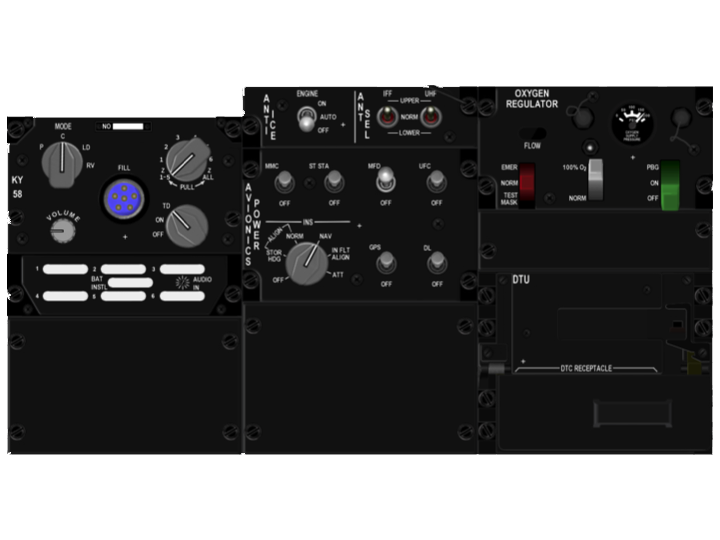 MODE
NO
P
C
LD
RV
KY
58
FILL
1
2
3
4
5
6
Z
1-5
Z
ALL
PULL
VOLUME
TD
ON
OFF
1
2
3
BAT
INSTL
AUDIO
IN
4
5
6
ANTI
ICE
ENGINE
ON
AUTO
OFF
ANT
SEL
IFF
UHF
UPPER
NORM
LOWER
AVIONICS
POWER
MMC
ST STA
MFD
UFC
OFF
OFF
OFF
OFF
INS
ALIGN
NORM
NAV
STOR
HDG
IN FLT
ALIGN
OFF
ATT
GPS
DL
OFF
OFF
OXYGEN
REGULATOR
FLOW
OXYGEN
SUPPLY
PRESSURE
EMER
NORM
TEST
MASK
100% O2
NORM
PBG
ON
OFF
DTU
DTC RECEPTACLE